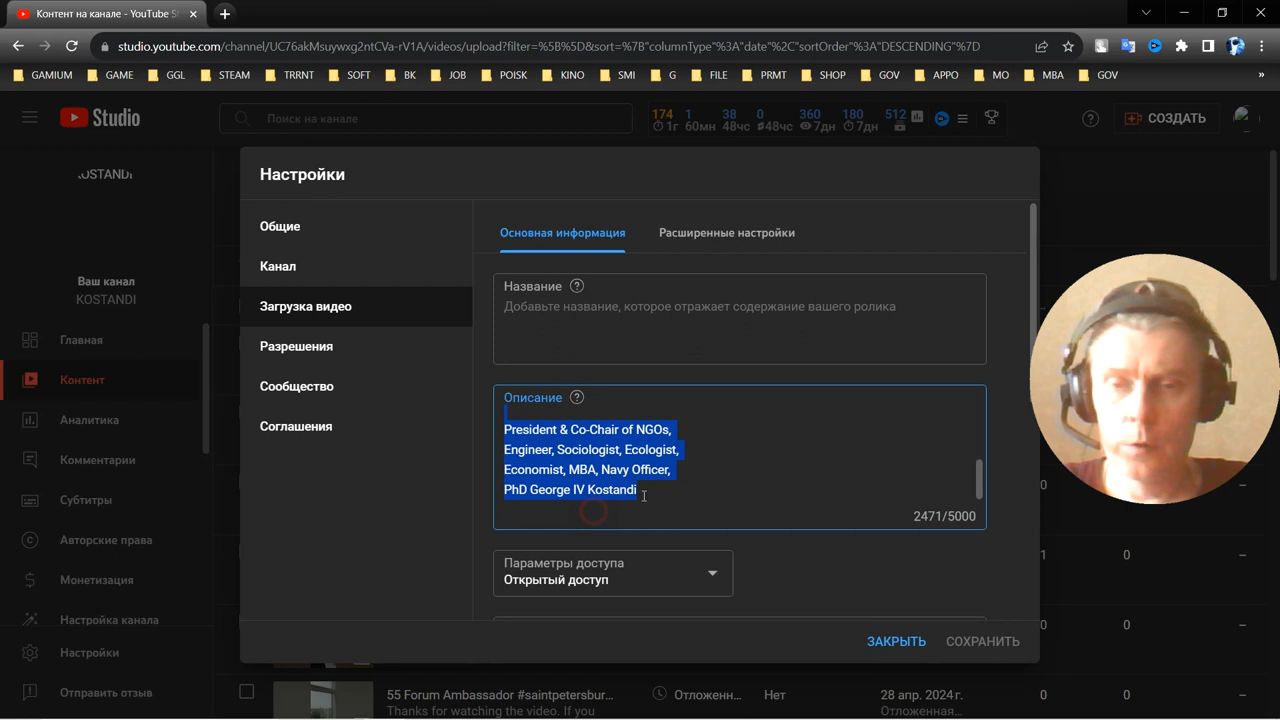 Контент на канале - YouTube S
studio.youtube.com/channel/UC76akMsuywxg2ntCVa-rV1A/videos/upload?filter=%5B%5D&sort=%7B"columnType"%3A"date"%2C"sortOrder"%3A"DESCENDING"%7D
GAMIUM GAME GGL STEAM TRRNT SOFT BK JOB POISK KINO SMI G FILE PRMT SHOP GOV APPO MO MBA GOV »
Studio
Поиск на канале
174 1 38 0 360 180 512
1г 60мн 48чс 48чс 7дн 7дн
СОЗДАТЬ
Ваш канал
KOSTANDI
Главная
Контент
Аналитика
Комментарии
Субтитры
Авторские права
Монетизация
Настройка канала
Настройки
Отправить отзыв
Настройки
Общие
Канал
Загрузка видео
Разрешения
Сообщество
Соглашения
Основная информация
Расширенные настройки
Название
Добавьте название, которое отражает содержание вашего ролика
Описание
President & Co-Chair of NGOs,
Engineer, Sociologist, Ecologist,
Economist, MBA, Navy Officer,
PhD George IV Kostandi
2471/5000
Параметры доступа
Открытый доступ
ЗАКРЫТЬ СОХРАНИТЬ
0
0
1 0
0 0
55 Forum Ambassador #saintpetersbur...
Thanks for watching the video. If you
Отложенн...
Нет
28 апр. 2024 г.
Отложенная
0 0 –